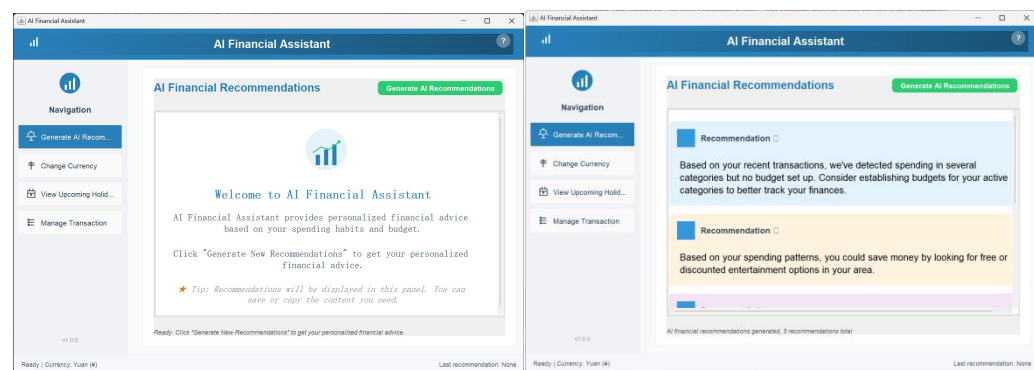 AI Financial Assistant
AI Financial Assistant
?
Navigation
Generate AI Recom...
Change Currency
View Upcoming Holid...
Manage Transaction
v1.0.0
AI Financial Recommendations
Generate AI Recommendations
Welcome to AI Financial Assistant
AI Financial Assistant provides personalized financial advice
based on your spending habits and budget.
Click "Generate New Recommendations" to get your personalized
financial advice.
★ Tip: Recommendations will be displayed in this panel. You can
save or copy the content you need.
Ready. Click "Generate New Recommendations" to get your personalized financial advice.
Ready | Currency: Yuan (¥)
Last recommendation: None
AI Financial Assistant
AI Financial Assistant
?
Navigation
Generate AI Recom...
Change Currency
View Upcoming Holid...
Manage Transaction
v1.0.0
AI Financial Recommendations
Generate AI Recommendations
Recommendation
Based on your recent transactions, we've detected spending in several
categories but no budget set up. Consider establishing budgets for your active
categories to better track your finances.
Recommendation
Based on your spending patterns, you could save money by looking for free or
discounted entertainment options in your area.
AI financial recommendations generated, 5 recommendations total
Ready | Currency: Yuan (¥)
Last recommendation: None